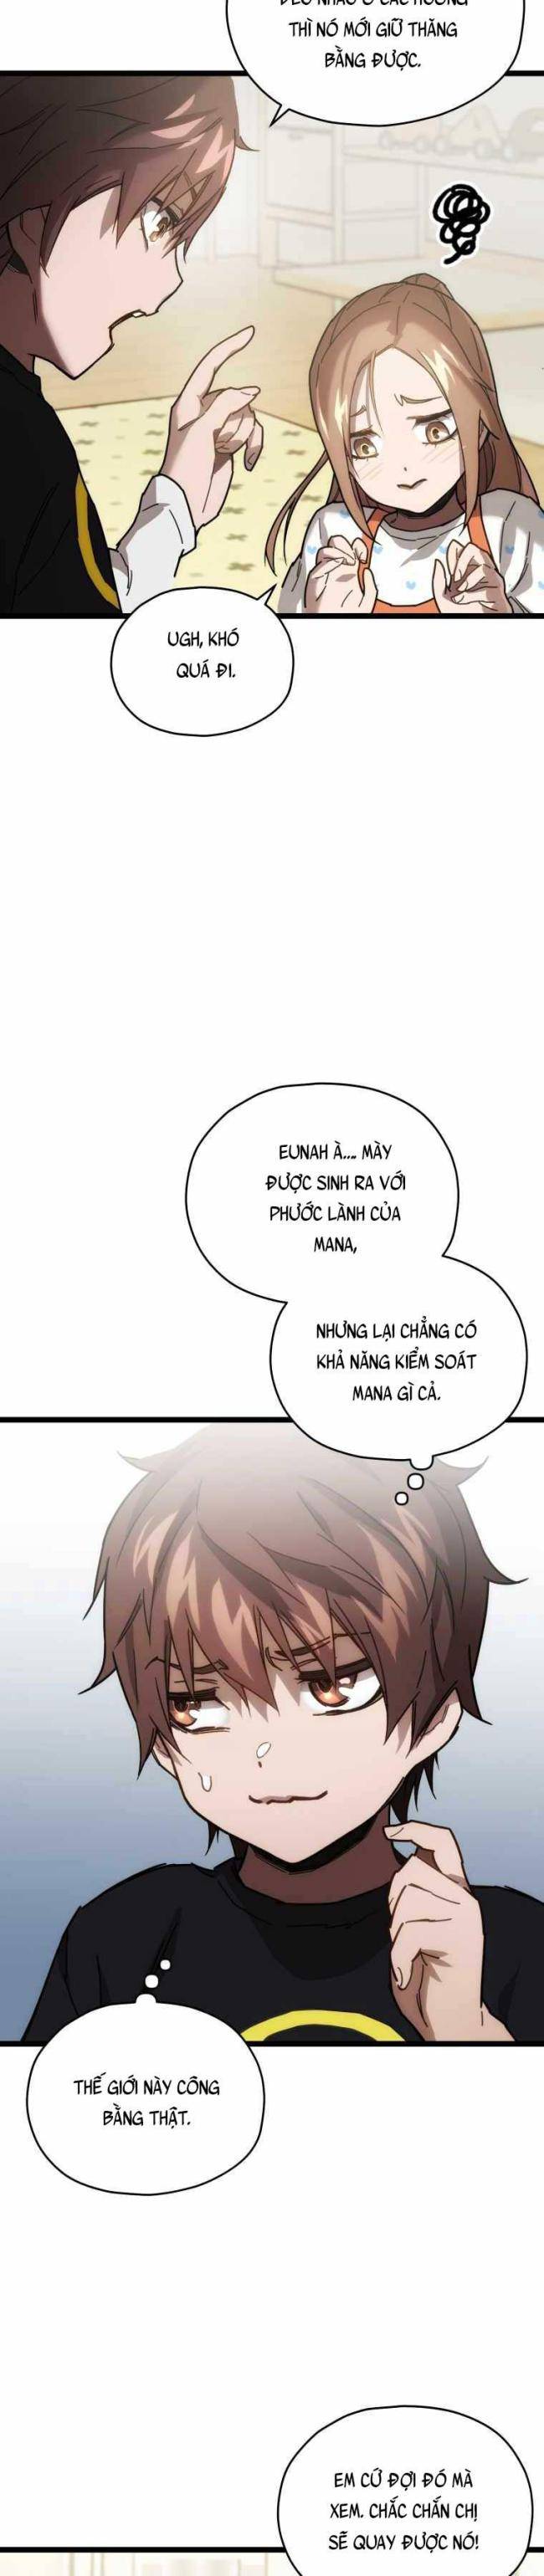 THÌ NÓ MỚI GIỮ THĂNG
BẰNG ĐƯỢC.
UGH, KHÓ
QUÁ ĐI.
EUNAH À.... MÀY
ĐƯỢC SINH RA VỚI
PHƯỚC LÀNH CỦA
MANA,
NHƯNG LẠI CHẲNG CÓ
KHẢ NĂNG KIỂM SOÁT
MANA GÌ CẢ.
THẾ GIỚI NÀY CÔNG
BẰNG THẬT.
EM CỨ ĐỢI ĐÓ MÀ
XEM. CHẮC CHẮN CHỊ
SẼ QUAY ĐƯỢC NÓ!